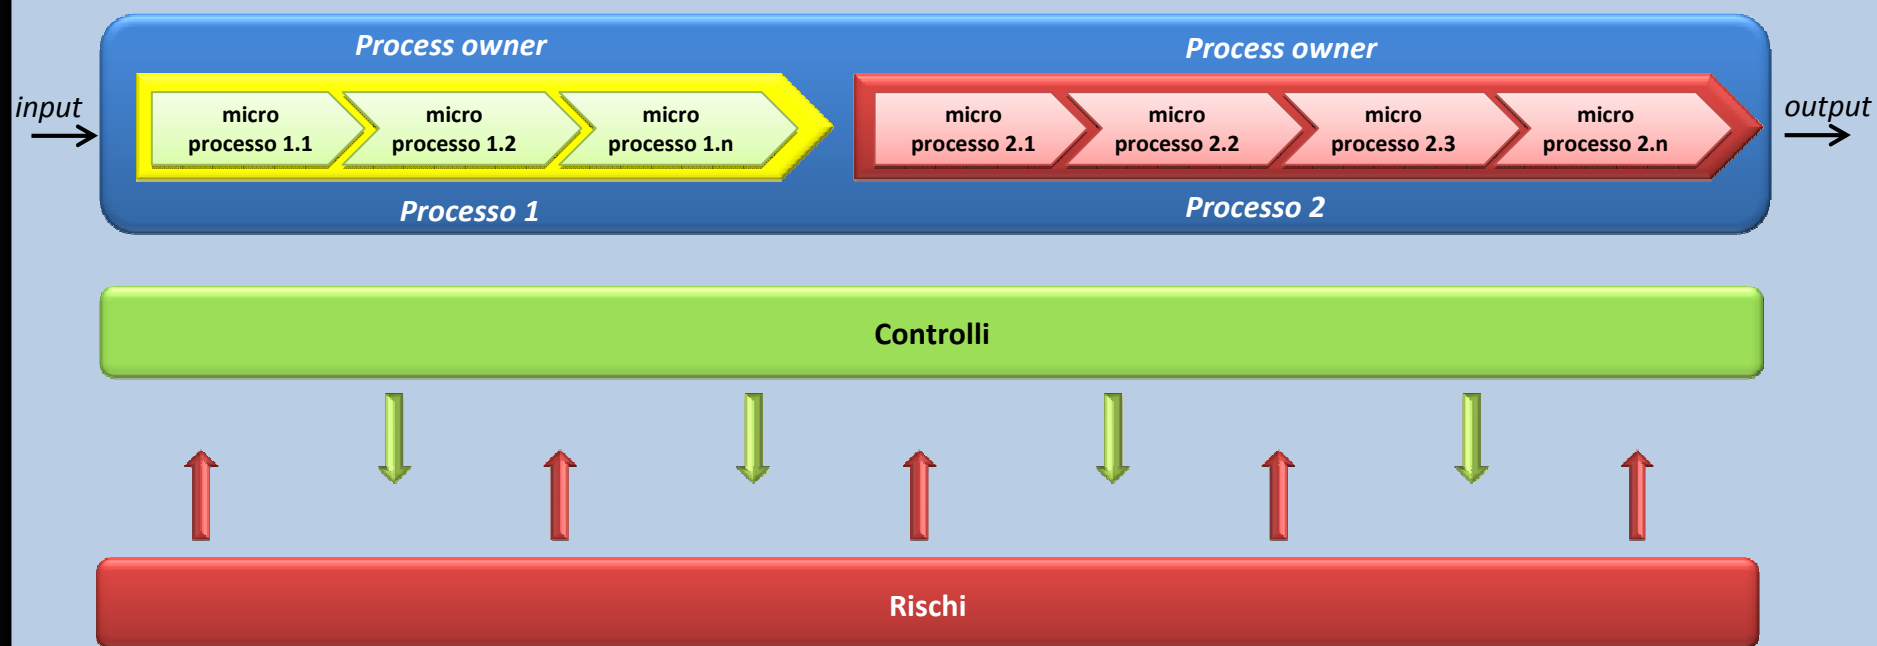 Process owner
Process owner
input
micro
processo 1.1
micro
processo 1.2
micro
processo 1.n
micro
processo 2.1
micro
processo 2.2
micro
processo 2.3
micro
processo 2.n
output
Processo 1
Processo 2
Controlli
Rischi